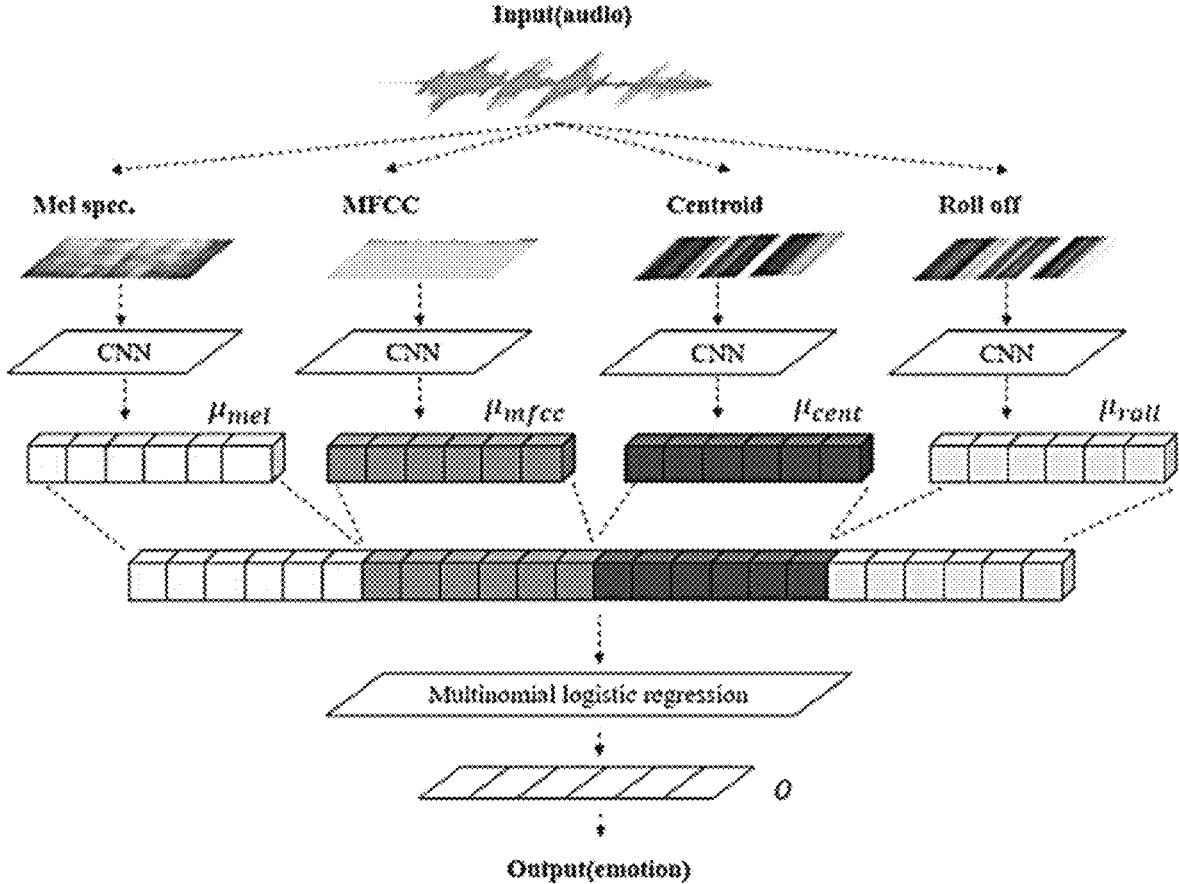 Input(audio)
Mel spec. MFCC Centroid Roll off
CNN CNN CNN CNN
μmel μmfcc μcent μroll
Multinomial logistic regression
O
Output(emotion)